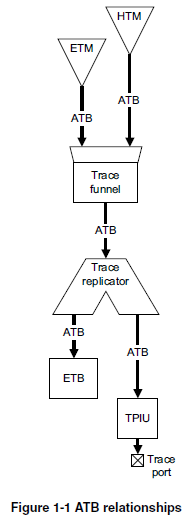 HTM
ETM
ATB
ATB
Trace
funnel
ATB
Trace
replicator
ATB
ATB
ETB
TPIU
Trace
port
Figure 1-1 ATB relationships